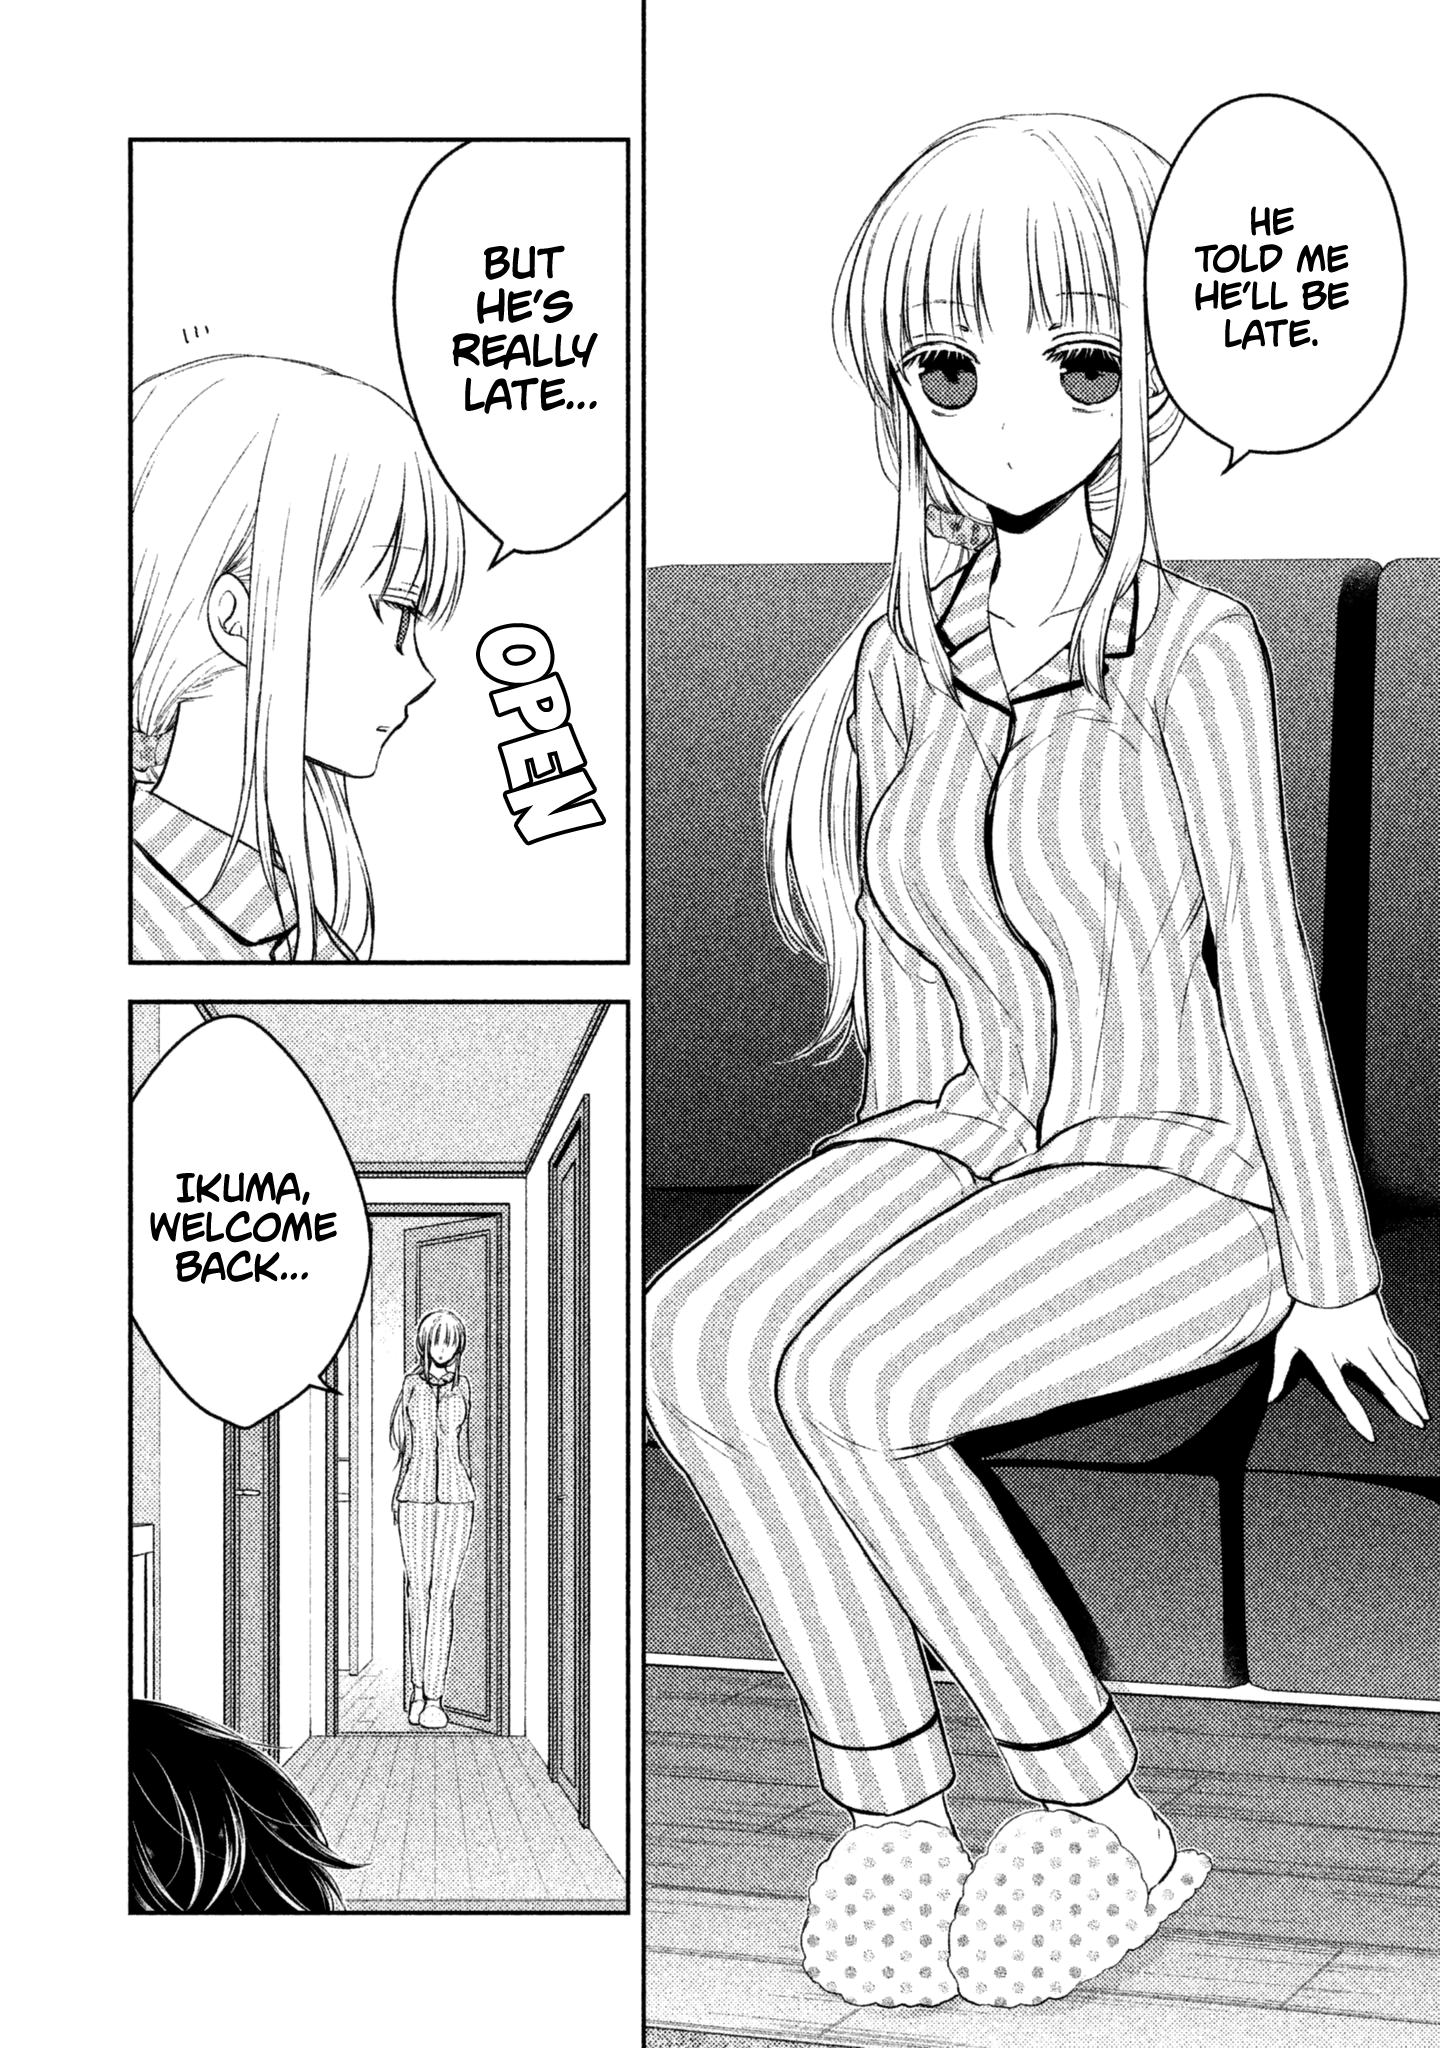 HE
TOLD ME
HE'LL BE
LATE.
BUT
HE'S
REALLY
LATE...
OPEN
IKUMA,
WELCOME
BACK...